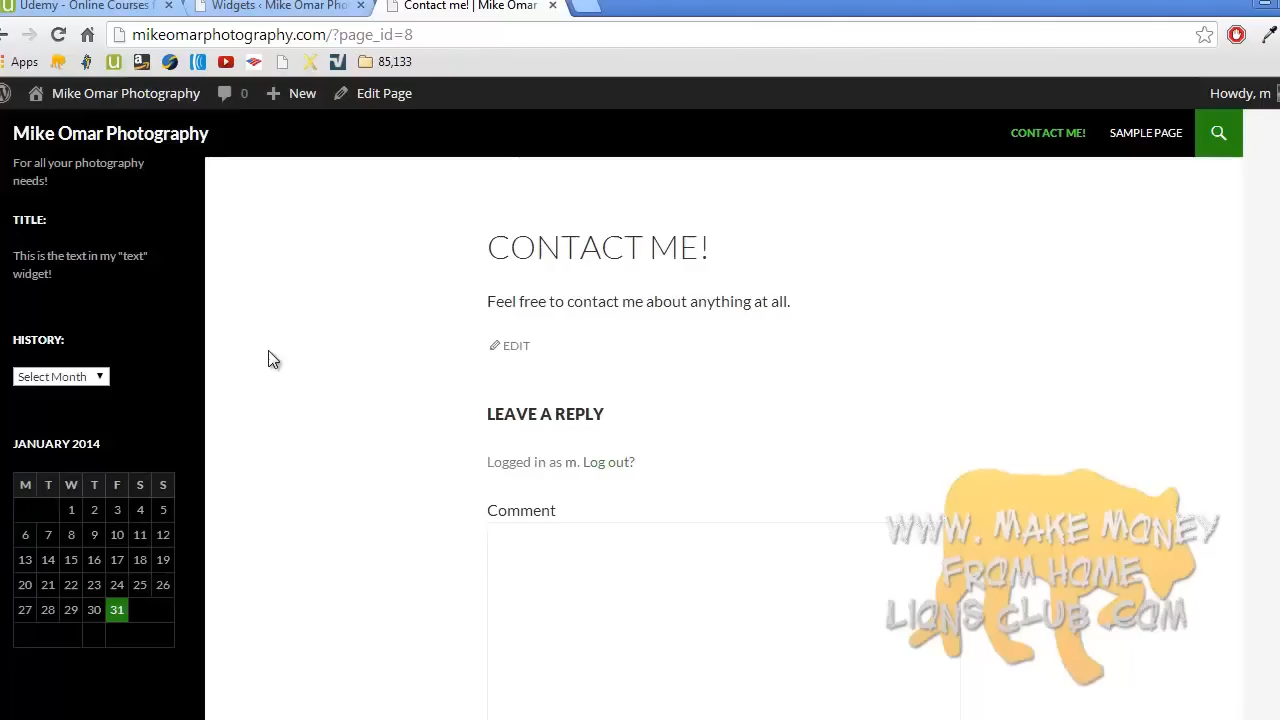 Udemy - Online Courses
Widgets ‹ Mike Omar Pho
Contact me! | Mike Omar
mikeomarphotography.com/?page_id=8
Apps
85,133
Mike Omar Photography
0
New
Edit Page
Howdy, m
Mike Omar Photography
CONTACT ME!
SAMPLE PAGE
For all your photography
needs!
TITLE:
This is the text in my "text"
widget!
HISTORY:
Select Month
JANUARY 2014
M T W T F S S
1 2 3 4 5
6 7 8 9 10 11 12
13 14 15 16 17 18 19
20 21 22 23 24 25 26
27 28 29 30 31
CONTACT ME!
Feel free to contact me about anything at all.
EDIT
LEAVE A REPLY
Logged in as m. Log out?
Comment
WWW. MAKE MONEY
FROM HOME
LIONS CLUB .COM